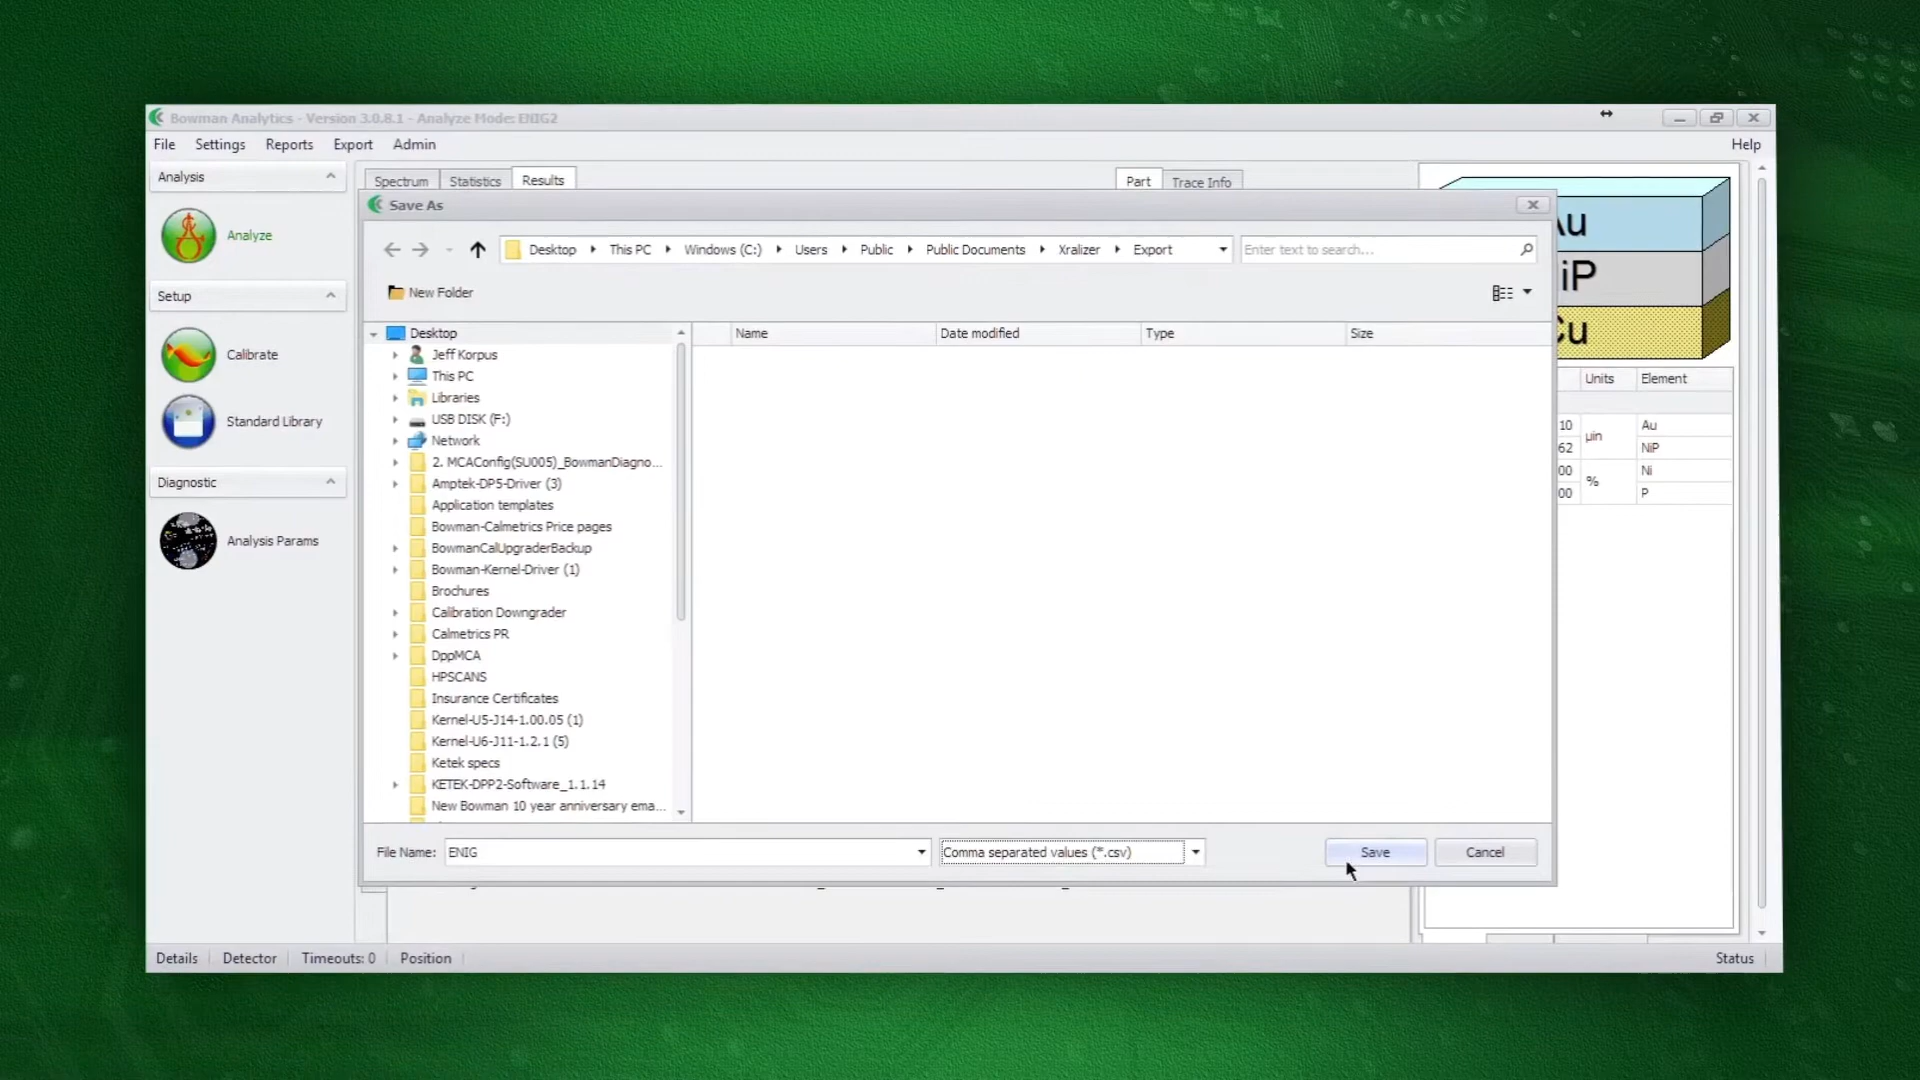 Bowman Analytics - Version 3.0.8.1 - Analyze Mode: ENIG2
File Settings Reports Export Admin Help
Analysis
Analyze
Setup
Calibrate
Standard Library
Diagnostic
Analysis Params
Spectrum Statistics Results Part Trace Info
Save As
Desktop This PC Windows (C:) Users Public Public Documents Xralizer Export
Enter text to search...
New Folder
Name Date modified Type Size
Desktop
Jeff Korpus
This PC
Libraries
USB DISK (F:)
Network
2. MCAConfig(SU005)_BowmanDiagno...
Amptek-DP5-Driver (3)
Application templates
Bowman-Calmetrics Price pages
BowmanCalUpgraderBackup
Bowman-Kernel-Driver (1)
Brochures
Calibration Downgrader
Calmetrics PR
DppMCA
HPSCANS
Insurance Certificates
Kernel-U5-J14-1.00.05 (1)
Kernel-U6-J11-1.2.1 (5)
Ketek specs
KETEK-DPP2-Software_1.1.14
New Bowman 10 year anniversary ema...
File Name: ENIG Comma separated values (*.csv) Save Cancel
Au
iP
Cu
Units Element
10 µin Au
62 NiP
00 % Ni
00 P
Details Detector Timeouts: 0 Position Status